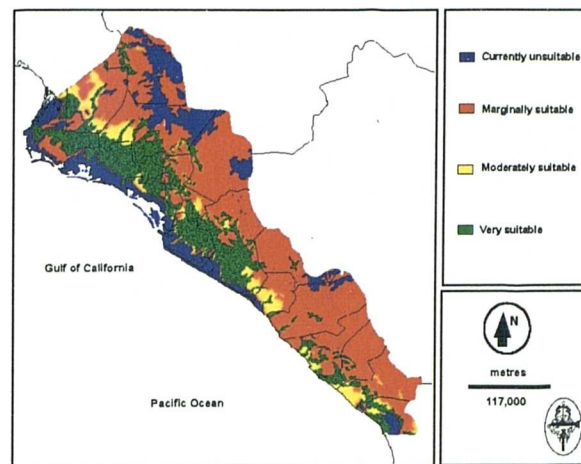 Currently unsuitable
Marginally suitable
Moderately suitable
Very suitable
Gulf of California
Pacific Ocean
N
metres
117,000